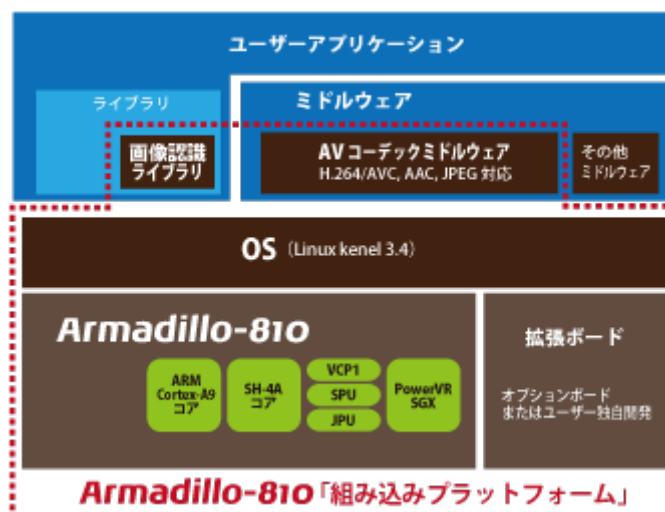 ユーザーアプリケーション
ライブラリ
画像認識
ライブラリ
ミドルウェア
AVコーデックミドルウェア
H.264/AVC, AAC, JPEG 対応
その他
ミドルウェア
OS（Linux kenel 3.4）
Armadillo-810
ARM
Cortex-A9
コア
SH-4A
コア
VCP1
SPU
JPU
PowerVR
SGX
拡張ボード
オプションボード
またはユーザー独自開発
Armadillo-810「組み込みプラットフォーム」